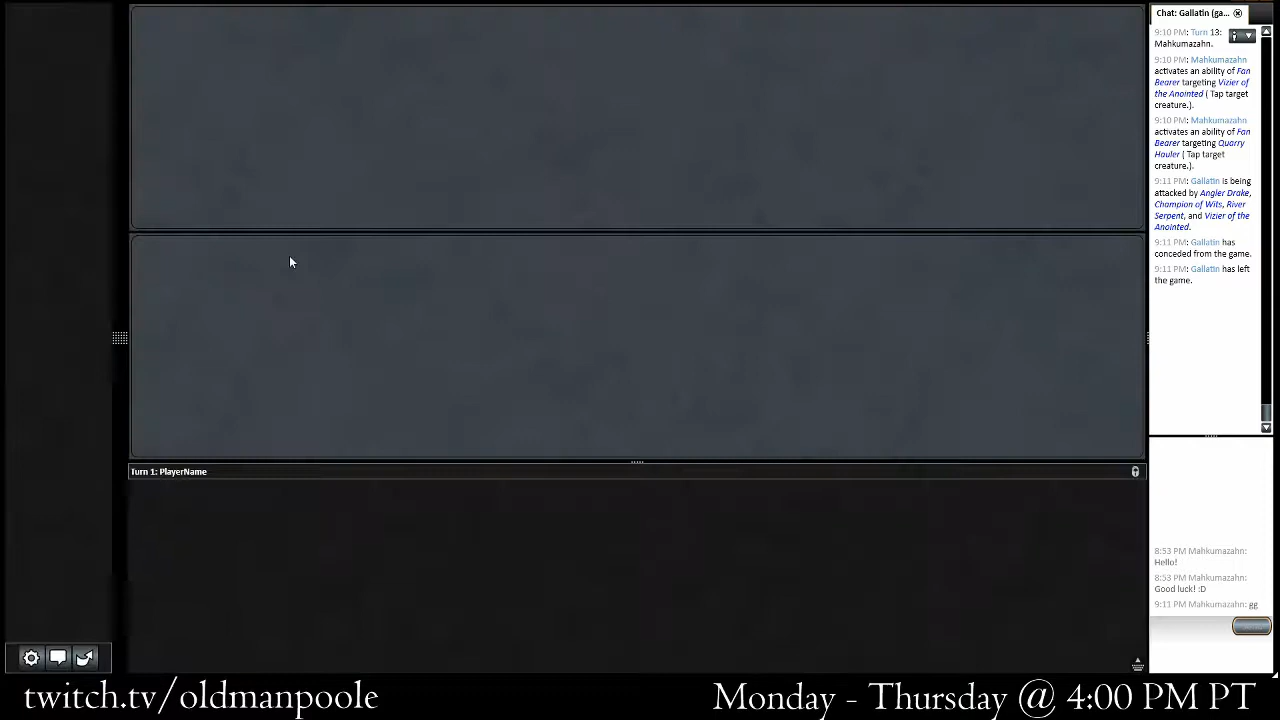 Chat: Gallatin (ga...
9:10 PM: Turn 13:
Mahkumazahn.
9:10 PM: Mahkumazahn
activates an ability of Fan
Bearer targeting Vizier of
the Anointed ( Tap target
creature.).
9:10 PM: Mahkumazahn
activates an ability of Fan
Bearer targeting Quarry
Hauler ( Tap target
creature.).
9:11 PM: Gallatin is being
attacked by Angler Drake,
Champion of Wits, River
Serpent, and Vizier of the
Anointed.
9:11 PM: Gallatin has
conceded from the game.
9:11 PM: Gallatin has left
the game.
Turn 1: PlayerName
8:53 PM Mahkumazahn:
Hello!
8:53 PM Mahkumazahn:
Good luck! :D
9:11 PM Mahkumazahn: gg
twitch.tv/oldmanpoole
Monday - Thursday @ 4:00 PM PT